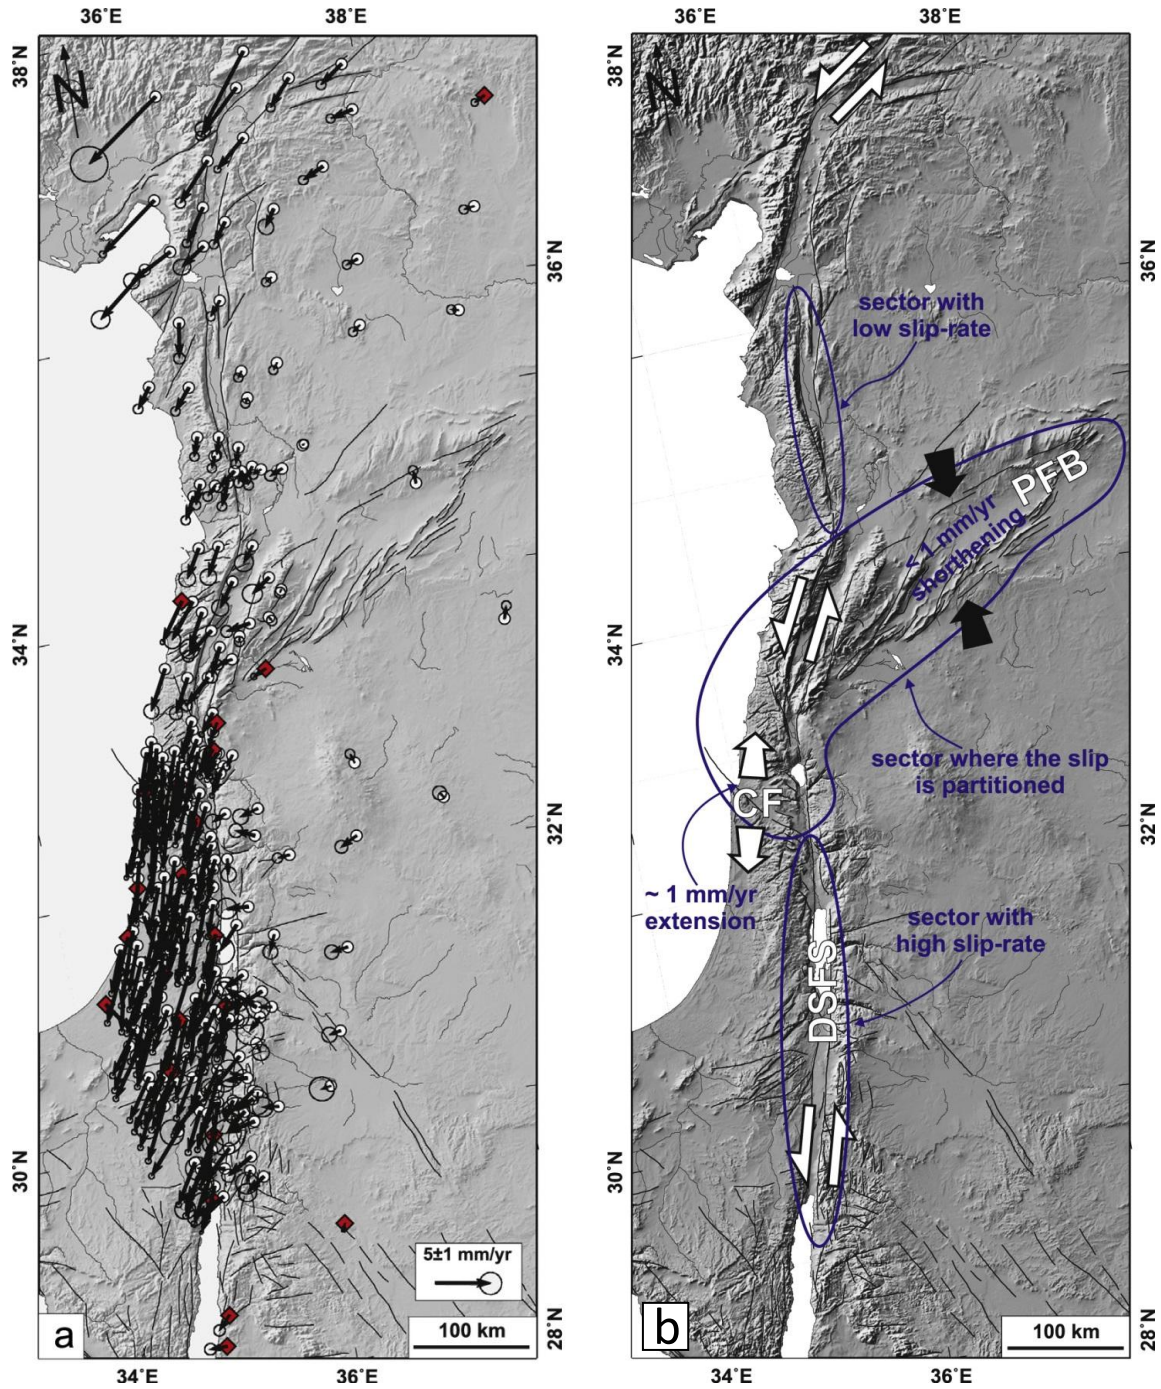 36˚E
38˚E
36˚E
38˚E
38˚N
38˚N
N
N
36˚N
36˚N
sector with
low slip-rate
PFB
< 1 mm/yr
shorthening
34˚N
34˚N
sector where the slip
is partitioned
CF
32˚N
32˚N
~ 1 mm/yr
extension
sector with
high slip-rate
DSFS
30˚N
30˚N
5±1 mm/yr
a
100 km
28˚N
b
100 km
28˚N
34˚E
36˚E
34˚E
36˚E